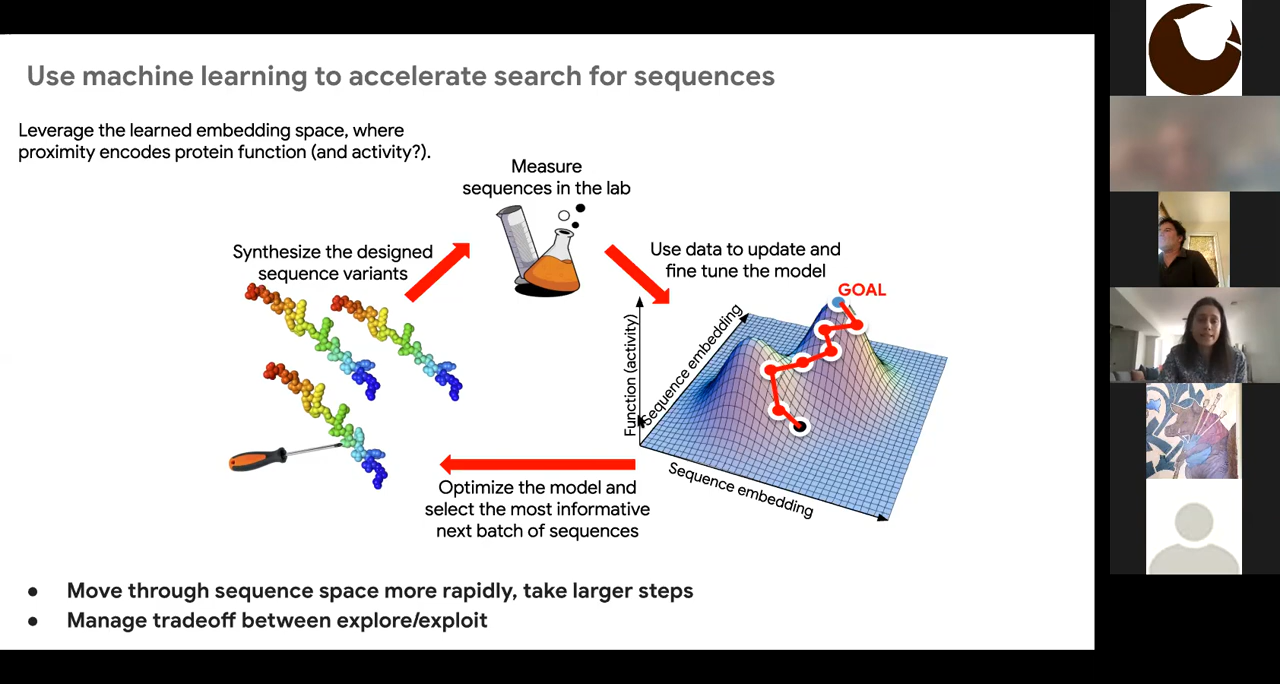 Use machine learning to accelerate search for sequences
Leverage the learned embedding space, where
proximity encodes protein function (and activity?).
Measure
sequences in the lab
Synthesize the designed
sequence variants
Use data to update and
fine tune the model
GOAL
Function (activity)
Sequence embedding
Sequence embedding
Optimize the model and
select the most informative
next batch of sequences
● Move through sequence space more rapidly, take larger steps
● Manage tradeoff between explore/exploit